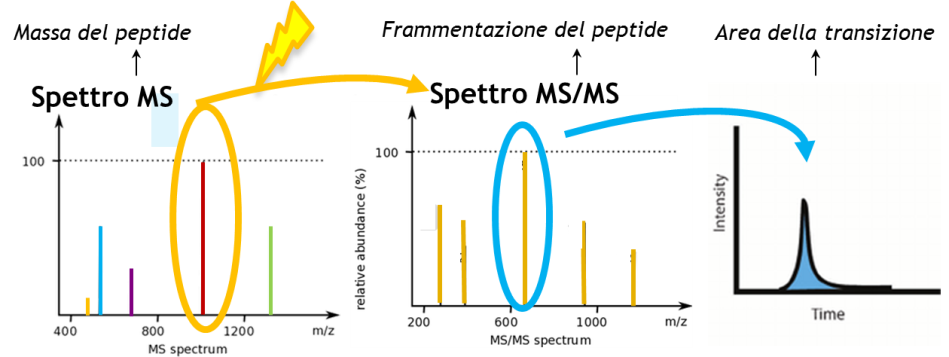 Massa del peptide
Frammentazione del peptide
Area della transizione
Spettro MS
Spettro MS/MS
100
400
800
1200
m/z
MS spectrum
relative abundance (%)
100
200
600
1000
m/z
MS/MS spectrum
Intensity
Time